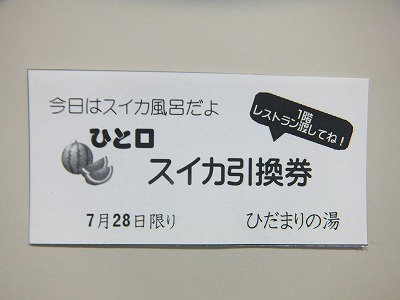 今日はスイカ風呂だよ
1階
レストラン渡してね!
ひと口
スイカ引換券
7月28日限り
ひだまりの湯